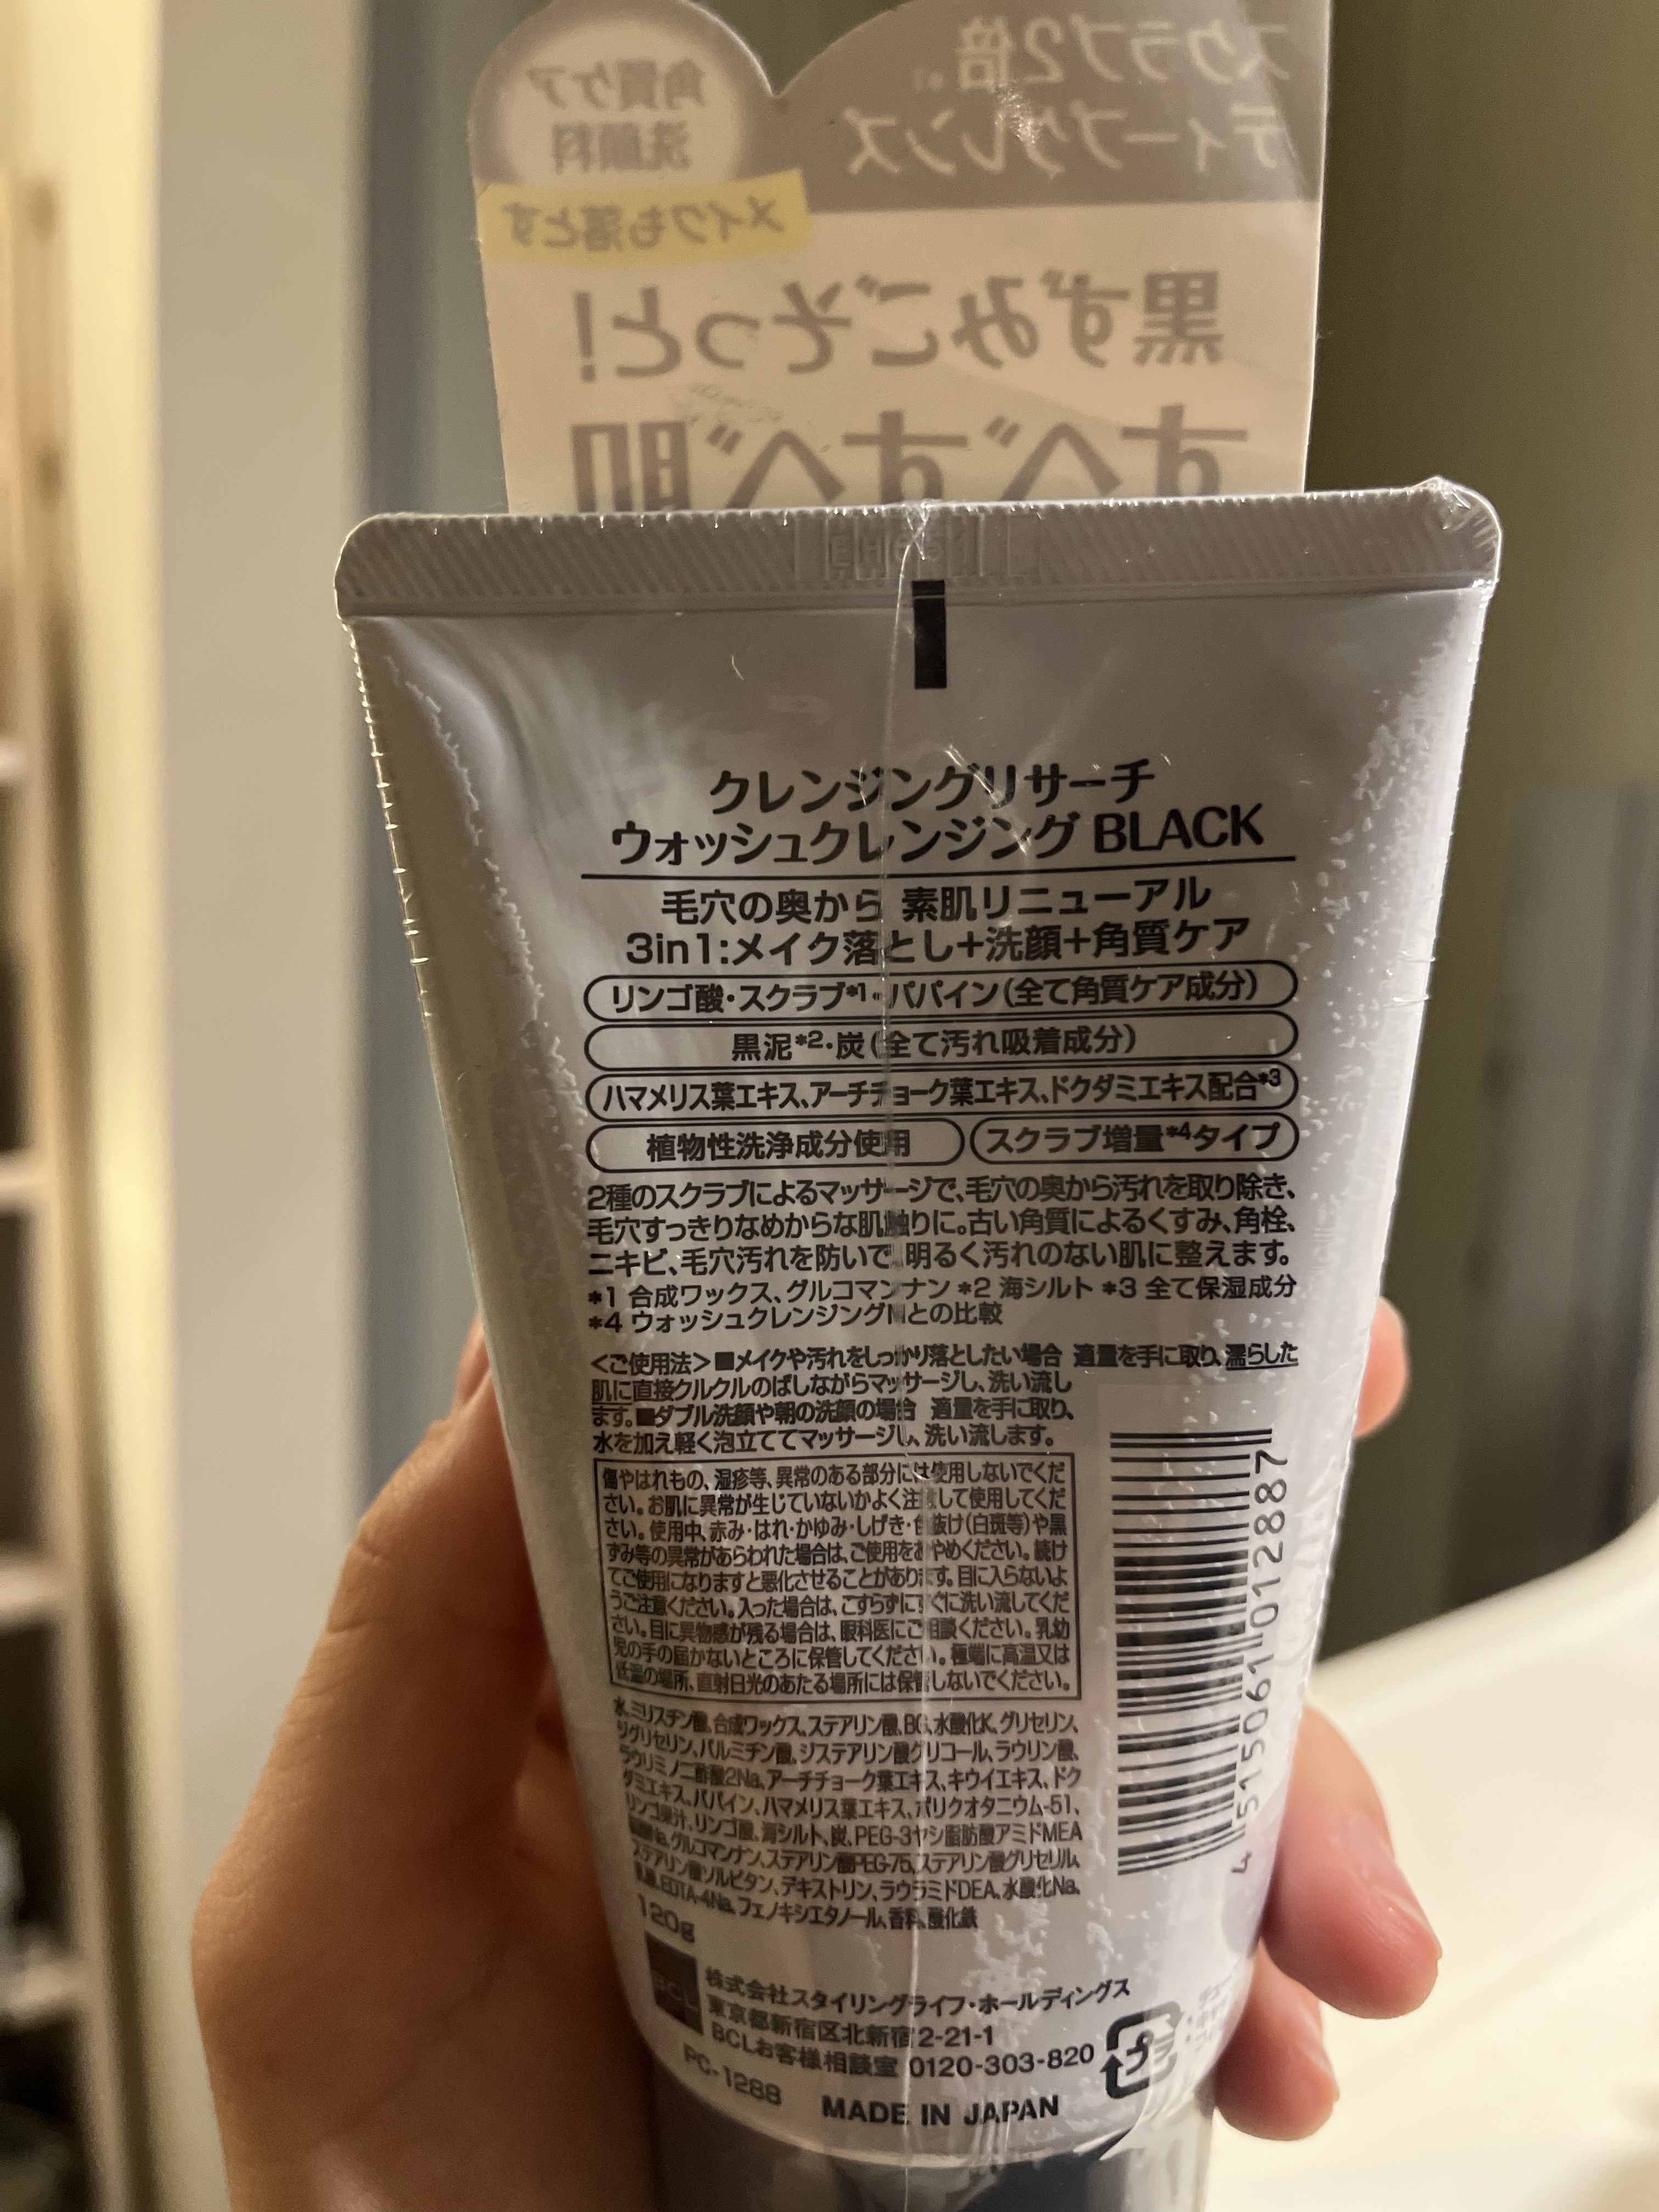 スクラブ2倍
ディープクレンズ
角質ケア
洗顔料
メイクも落とす
黒ずみごそっと!
すべすべ肌
クレンジングリサーチ
ウォッシュクレンジング BLACK
毛穴の奥から 素肌リニューアル
3in1:メイク落とし+洗顔+角質ケア
リンゴ酸・スクラブ*1・パパイン(全て角質ケア成分)
黒泥*2・炭(全て汚れ吸着成分)
ハマメリス葉エキス、アーチチョーク葉エキス、ドクダミエキス配合*3
植物性洗浄成分使用 スクラブ増量*4タイプ
2種のスクラブによるマッサージで、毛穴の奥から汚れを取り除き、
毛穴すっきりなめからな肌触りに。古い角質によるくすみ、角栓、
ニキビ、毛穴汚れを防いで 明るく汚れのない肌に整えます。
*1 合成ワックス、グルコマンナン *2 海シルト *3 全て保湿成分
*4 ウォッシュクレンジングNとの比較
<ご使用法>■メイクや汚れをしっかり落としたい場合 適量を手に取り、濡らした
肌に直接クルクルのばしながらマッサージし、洗い流し
ます。■ダブル洗顔や朝の洗顔の場合 適量を手に取り、
水を加え軽く泡立ててマッサージし、洗い流します。
傷やはれもの、湿疹等、異常のある部分には使用しないでくだ
さい。お肌に異常が生じていないかよく注意して使用してくだ
さい。使用中、赤み・はれ・かゆみ・しげき・色抜け(白斑等)や黒
ずみ等の異常があらわれた場合は、ご使用をおやめください。続け
てご使用になりますと悪化させることがあります。目に入らないよ
うご注意ください。入った場合は、こすらずにすぐに洗い流してくだ
さい。目に異物感が残る場合は、眼科医にご相談ください。乳幼
児の手の届かないところに保管してください。極端に高温又は
低温の場所、直射日光のあたる場所には保管しないでください。
水、ミリスチン酸、合成ワックス、ステアリン酸、BG、水酸化K、グリセリン、
ジグリセリン、パルミチン酸、ジステアリン酸グリコール、ラウリン酸、
ラウリミノ二酢酸2Na、アーチチョーク葉エキス、キウイエキス、ドク
ダミエキス、パパイン、ハマメリス葉エキス、ポリクオタニウム-51、
リンゴ果汁、リンゴ酸、海シルト、炭、PEG-3ヤシ脂肪酸アミドMEA
グルコマンナン、ステアリン酸PEG-75、ステアリン酸グリセリル、
ステアリン酸ソルビタン、デキストリン、ラウラミドDEA、水酸化Na、
EDTA-4Na、フェノキシエタノール、香料、酸化鉄
120g
BCL
株式会社スタイリングライフ・ホールディングス
東京都新宿区北新宿2-21-1
BCLお客様相談室 0120-303-820
PC-1288
MADE IN JAPAN
プラ
4 515061 012887